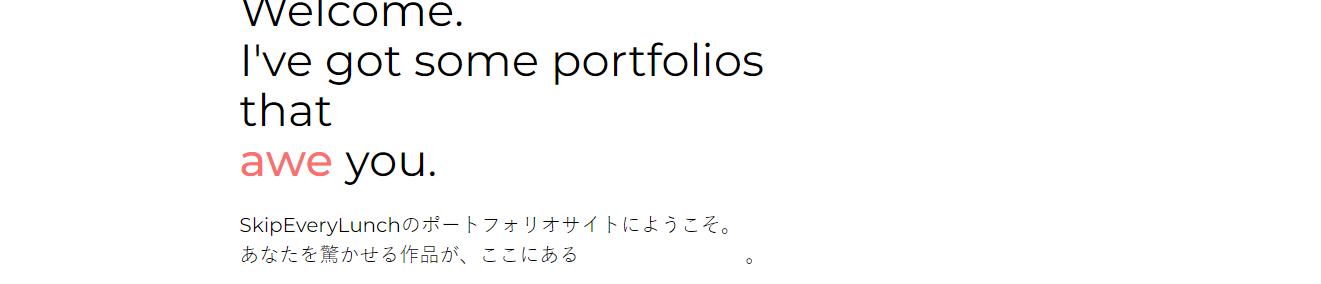 Welcome.
I've got some portfolios
that
awe you.
SkipEveryLunchのポートフォリオサイトにようこそ。
あなたを驚かせる作品が、ここにある 。